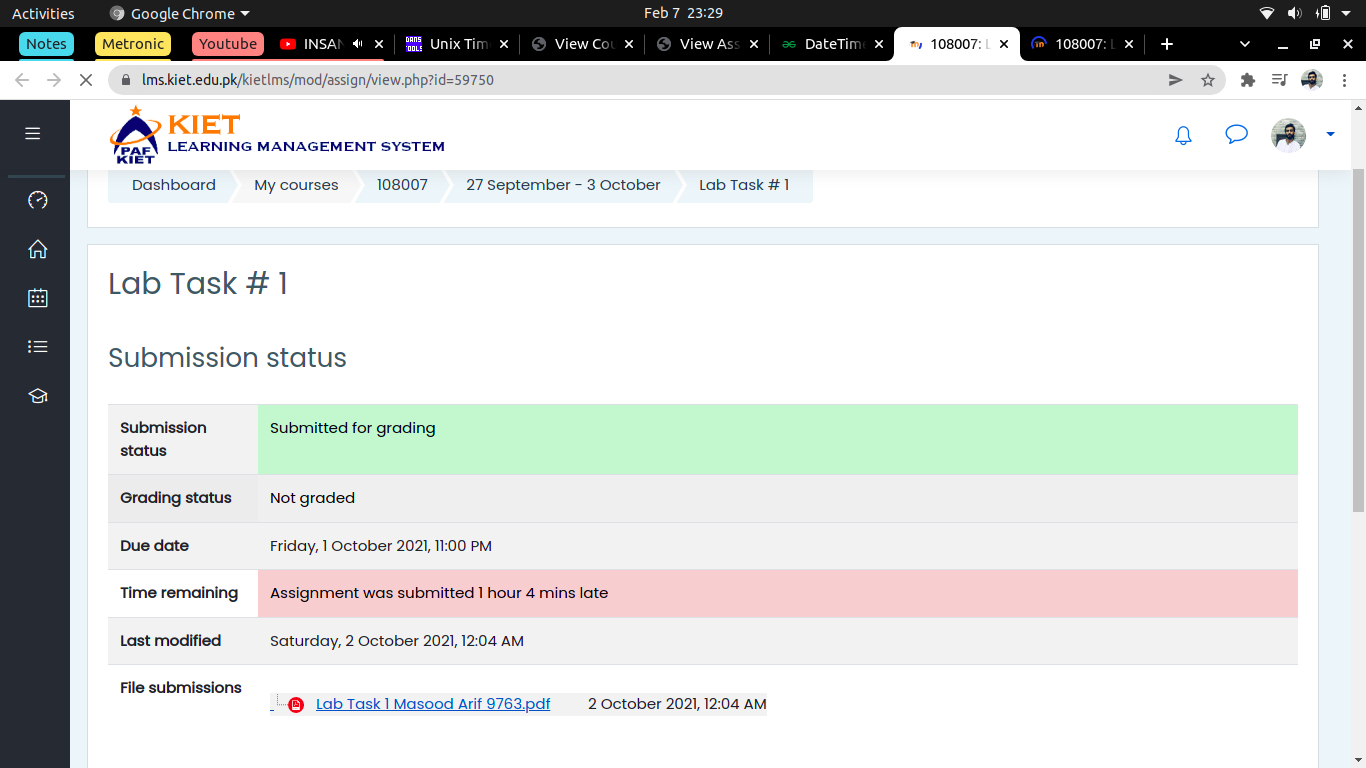 Activities Google Chrome Feb 7 23:29
Notes Metronic Youtube INSAN Unix Tim View Cou View Ass DateTim 108007: L 108007: L
lms.kiet.edu.pk/kietlms/mod/assign/view.php?id=59750
KIET
LEARNING MANAGEMENT SYSTEM
PAF
KIET
Dashboard My courses 108007 27 September - 3 October Lab Task # 1
Lab Task # 1
Submission status
Submission status Submitted for grading
Grading status Not graded
Due date Friday, 1 October 2021, 11:00 PM
Time remaining Assignment was submitted 1 hour 4 mins late
Last modified Saturday, 2 October 2021, 12:04 AM
File submissions
Lab Task 1 Masood Arif 9763.pdf 2 October 2021, 12:04 AM